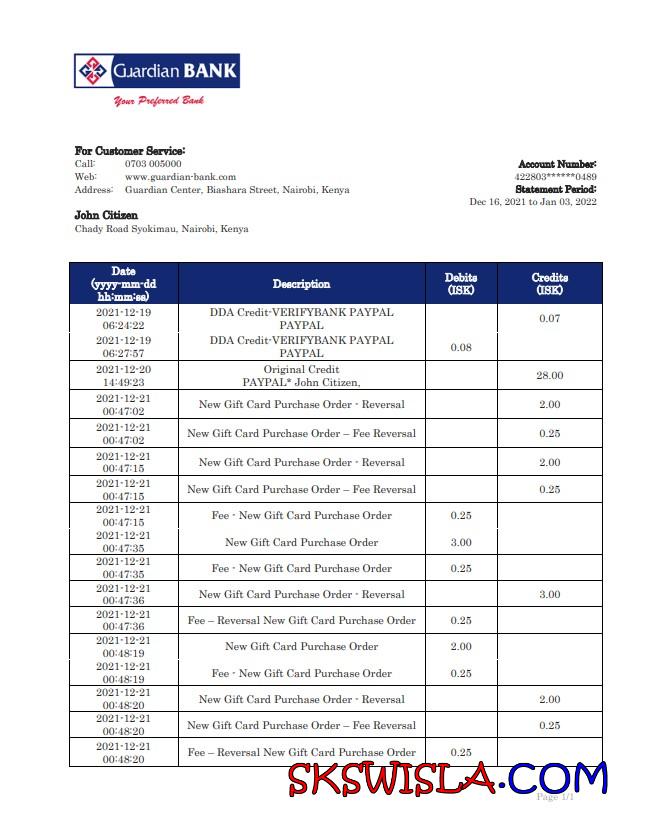 Guardian BANK
Your Preferred Bank
For Customer Service:
Call: 0703 005000
Web: www.guardian-bank.com
Address: Guardian Center, Biashara Street, Nairobi, Kenya
Account Number:
422803******0489
Statement Period:
Dec 16, 2021 to Jan 03, 2022
John Citizen
Chady Road Syokimau, Nairobi, Kenya
Date (yyyy-mm-dd hh:mm:ss) Description Debits (ISK) Credits (ISK)
2021-12-19 06:24:22 DDA Credit-VERIFYBANK PAYPAL PAYPAL 0.07
2021-12-19 06:27:57 DDA Credit-VERIFYBANK PAYPAL PAYPAL 0.08
2021-12-20 14:49:23 Original Credit PAYPAL* John Citizen, 28.00
2021-12-21 00:47:02 New Gift Card Purchase Order - Reversal 2.00
2021-12-21 00:47:02 New Gift Card Purchase Order – Fee Reversal 0.25
2021-12-21 00:47:15 New Gift Card Purchase Order - Reversal 2.00
2021-12-21 00:47:15 New Gift Card Purchase Order – Fee Reversal 0.25
2021-12-21 00:47:15 Fee - New Gift Card Purchase Order 0.25
2021-12-21 00:47:35 New Gift Card Purchase Order 3.00
2021-12-21 00:47:35 Fee - New Gift Card Purchase Order 0.25
2021-12-21 00:47:36 New Gift Card Purchase Order - Reversal 3.00
2021-12-21 00:47:36 Fee – Reversal New Gift Card Purchase Order 0.25
2021-12-21 00:48:19 New Gift Card Purchase Order 2.00
2021-12-21 00:48:19 Fee - New Gift Card Purchase Order 0.25
2021-12-21 00:48:20 New Gift Card Purchase Order - Reversal 2.00
2021-12-21 00:48:20 New Gift Card Purchase Order – Fee Reversal 0.25
2021-12-21 00:48:20 Fee – Reversal New Gift Card Purchase Order 0.25
SKSWISLA.COM
Page 1/1